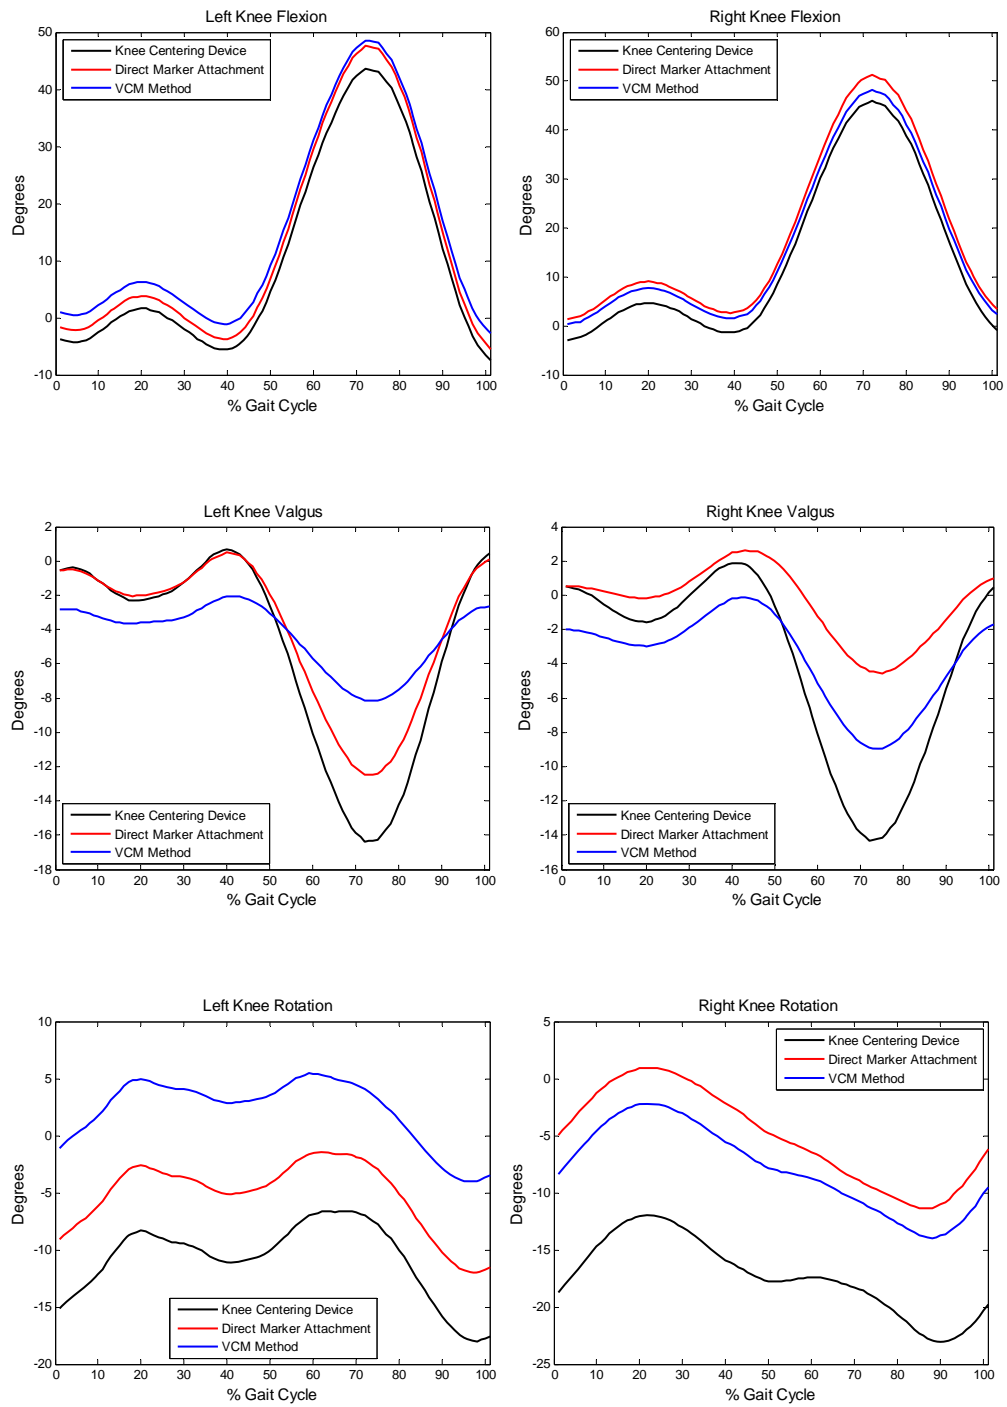 Left Knee Flexion
50
40
30
20
10
0
-10
Degrees
Knee Centering Device
Direct Marker Attachment
VCM Method
0 10 20 30 40 50 60 70 80 90 100
% Gait Cycle
Right Knee Flexion
60
50
40
30
20
10
0
-10
Degrees
Knee Centering Device
Direct Marker Attachment
VCM Method
0 10 20 30 40 50 60 70 80 90 100
% Gait Cycle
Left Knee Valgus
2
0
-2
-4
-6
-8
-10
-12
-14
-16
-18
Degrees
Knee Centering Device
Direct Marker Attachment
VCM Method
0 10 20 30 40 50 60 70 80 90 100
% Gait Cycle
Right Knee Valgus
4
2
0
-2
-4
-6
-8
-10
-12
-14
-16
Degrees
Knee Centering Device
Direct Marker Attachment
VCM Method
0 10 20 30 40 50 60 70 80 90 100
% Gait Cycle
Left Knee Rotation
10
5
0
-5
-10
-15
-20
Degrees
Knee Centering Device
Direct Marker Attachment
VCM Method
0 10 20 30 40 50 60 70 80 90 100
% Gait Cycle
Right Knee Rotation
5
0
-5
-10
-15
-20
-25
Degrees
Knee Centering Device
Direct Marker Attachment
VCM Method
0 10 20 30 40 50 60 70 80 90 100
% Gait Cycle